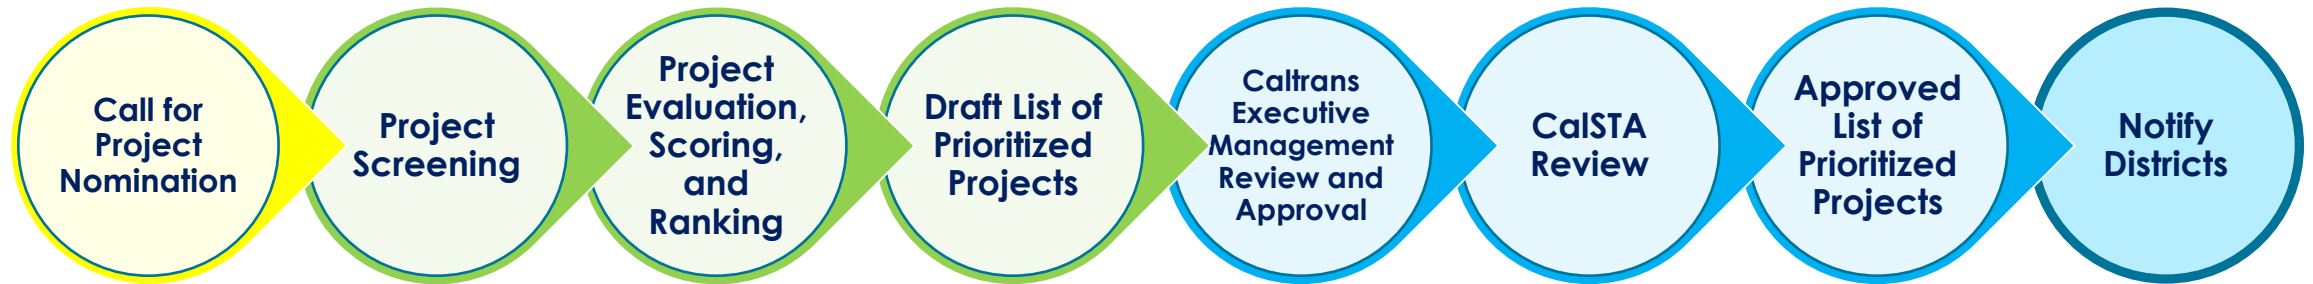 Call for
Project
Nomination
Project
Screening
Project
Evaluation,
Scoring,
and
Ranking
Draft List of
Prioritized
Projects
Caltrans
Executive
Management
Review and
Approval
CalSTA
Review
Approved
List of
Prioritized
Projects
Notify
Districts